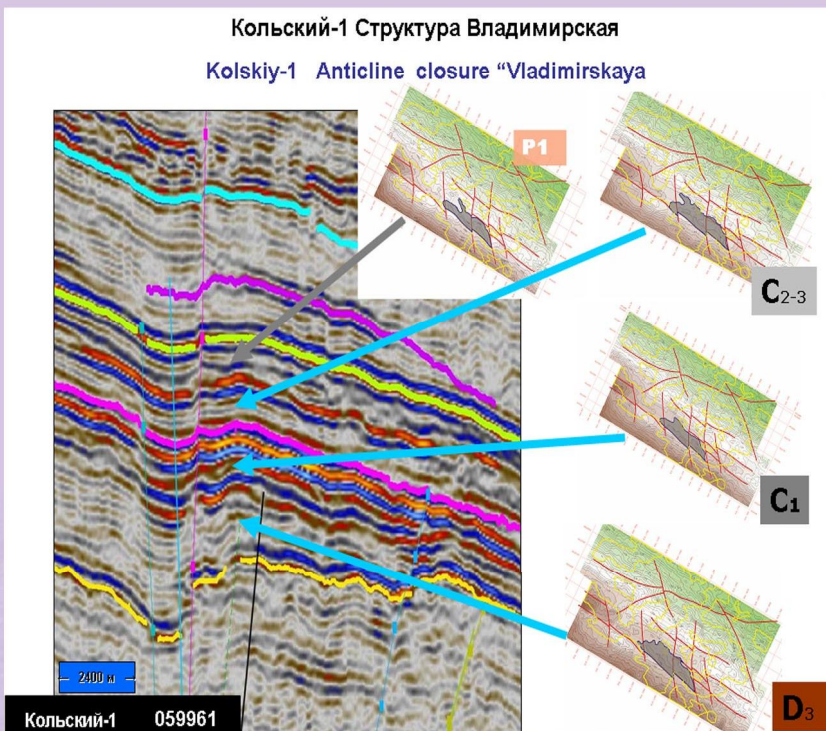 Кольский-1 Структура Владимирская
Kolskiy-1 Anticline closure “Vladimirskaya
P1
C2-3
C1
D3
2400 м
Кольский-1 059961